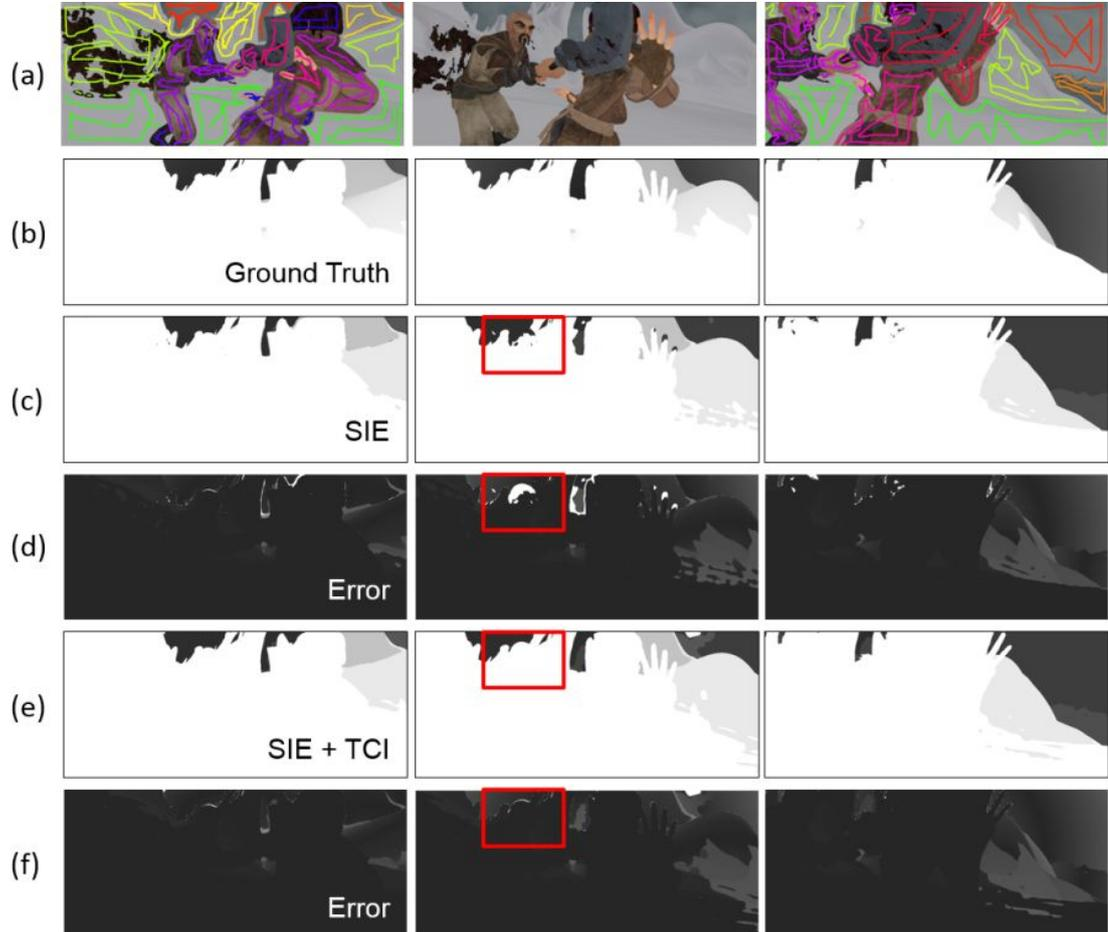 (a)
(b)
Ground Truth
(c)
SIE
(d)
Error
(e)
SIE + TCI
(f)
Error